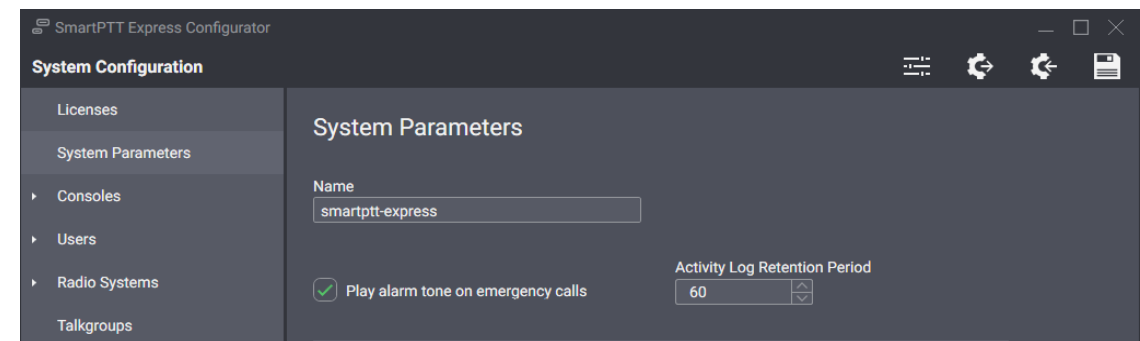 SmartPTT Express Configurator
System Configuration
Licenses
System Parameters
Consoles
Users
Radio Systems
Talkgroups
System Parameters
Name
smartptt-express
Play alarm tone on emergency calls
Activity Log Retention Period
60